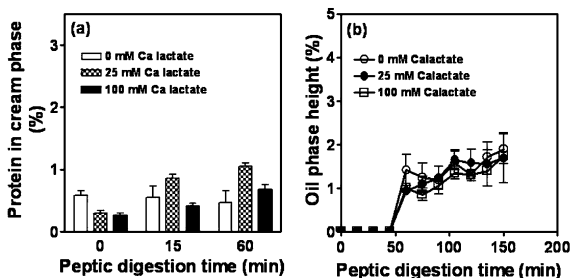 (a)
0 mM Ca lactate
25 mM Ca lactate
100 mM Ca lactate
Protein in cream phase
(%)
3
2
1
0
0 15 60
Peptic digestion time (min)
(b)
0 mM Calactate
25 mM Calactate
100 mM Calactate
Oil phase height (%)
5
4
3
2
1
0
0 50 100 150 200
Peptic digestion time (min)